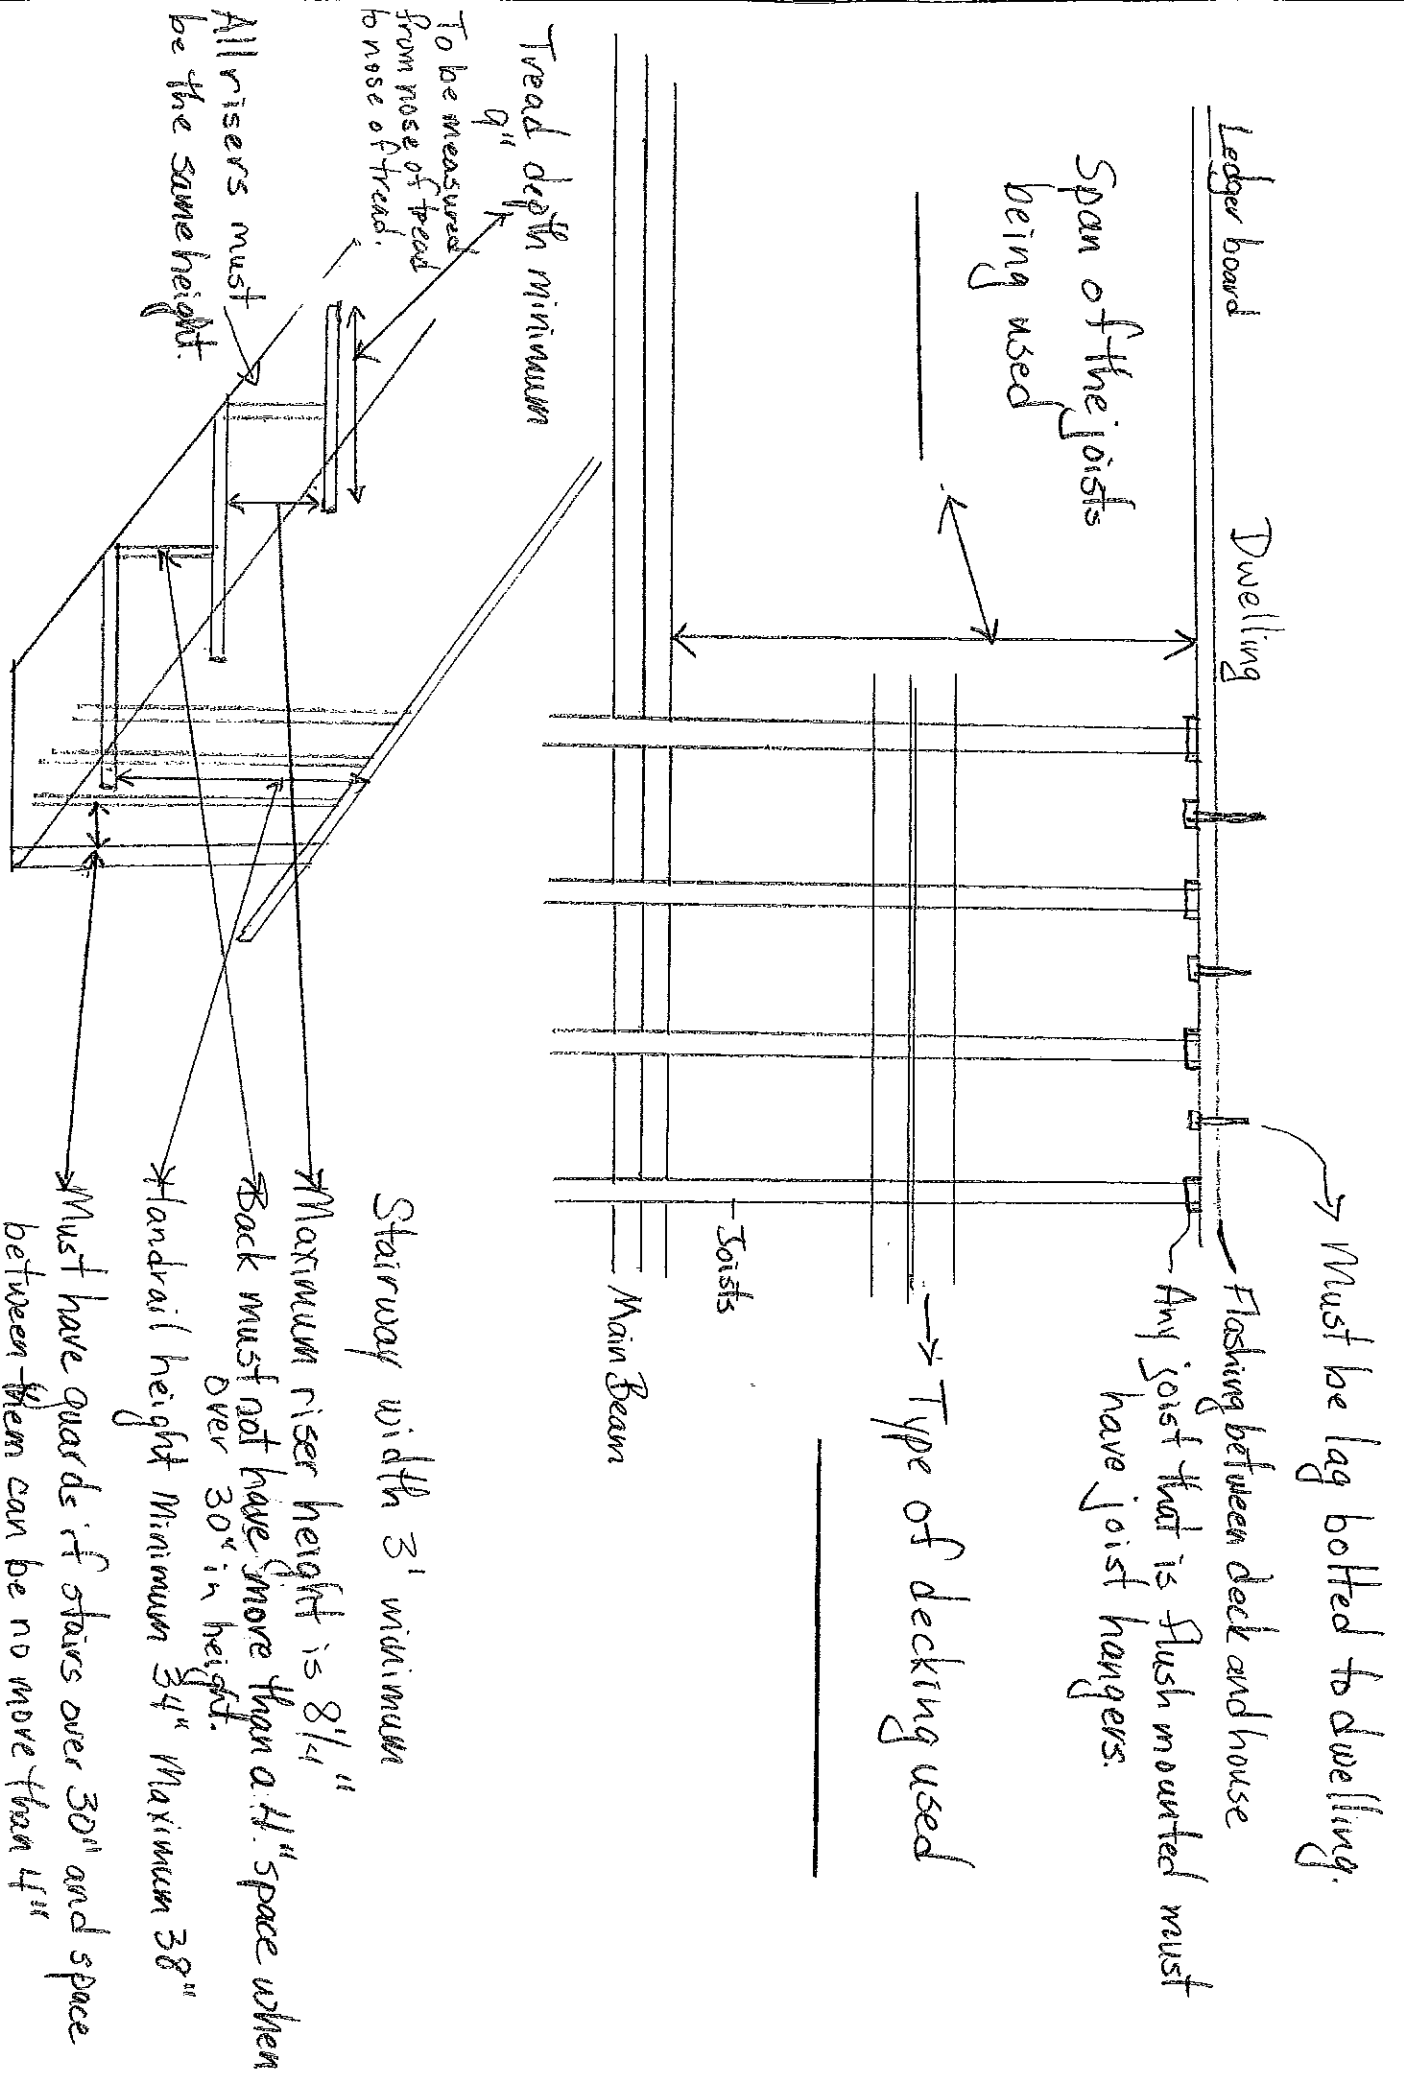 Must be lag bolted to dwelling.
Ledger board
Dwelling
Flashing between deck and house
Any joist that is flush mounted must
have joist hangers.
Span of the joists
being used
Type of decking used
Joists
Main Beam
Tread depth minimum
9"
To be measured
from nose of tread
to nose of tread.
All risers must
be the same height.
Stairway width 3' minimum
Maximum riser height is 8 1/4"
Back must not have more than a 4" space when
over 30" in height.
Handrail height Minimum 34" Maximum 38"
Must have guards if stairs over 30" and space
between them can be no more than 4"